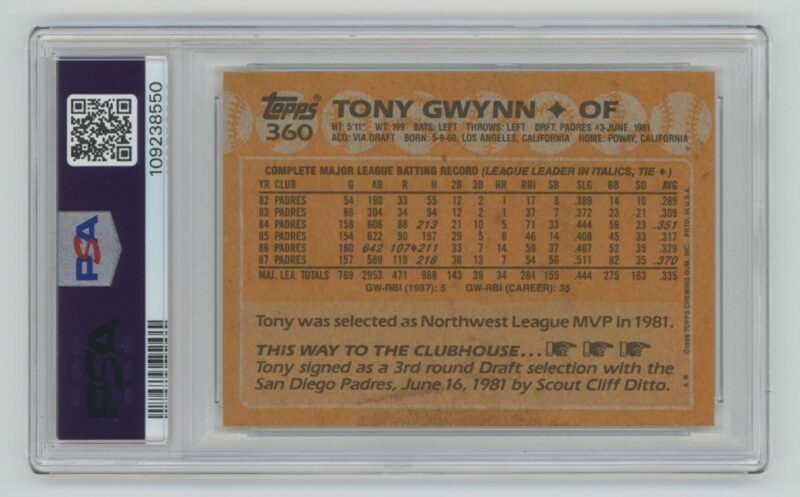 PSA
PSA
109238550
Topps®
360
TONY GWYNN ✦ OF
HT: 5'11" WT: 199 BATS: LEFT THROWS: LEFT DRFT: PADRES #3-JUNE, 1981
ACQ: VIA DRAFT BORN: 5-9-60, LOS ANGELES, CALIFORNIA HOME: POWAY, CALIFORNIA
COMPLETE MAJOR LEAGUE BATTING RECORD (LEAGUE LEADER IN ITALICS, TIE ♦)
YR CLUB G AB R H 2B 3B HR RBI SB SLG BB SO AVG
82 PADRES 54 190 33 55 12 2 1 17 8 .389 14 16 .289
83 PADRES 86 304 34 94 12 2 1 37 7 .372 23 21 .309
84 PADRES 158 606 88 213 21 10 5 71 33 .444 59 23 .351
85 PADRES 154 622 90 197 29 5 6 46 14 .408 45 33 .317
86 PADRES 160 642 107♦211 33 7 14 59 37 .467 52 35 .329
87 PADRES 157 589 119 218 36 13 7 54 56 .511 82 35 .370
MAJ. LEA. TOTALS 769 2953 471 988 143 39 34 284 155 .444 275 163 .335
GW-RBI (1987): 5 GW-RBI (CAREER): 35
Tony was selected as Northwest League MVP in 1981.
THIS WAY TO THE CLUBHOUSE...
Tony signed as a 3rd round Draft selection with the
San Diego Padres, June 16, 1981 by Scout Cliff Ditto.
©1988 TOPPS CHEWING GUM, INC. PRTD. IN U.S.A.
A*